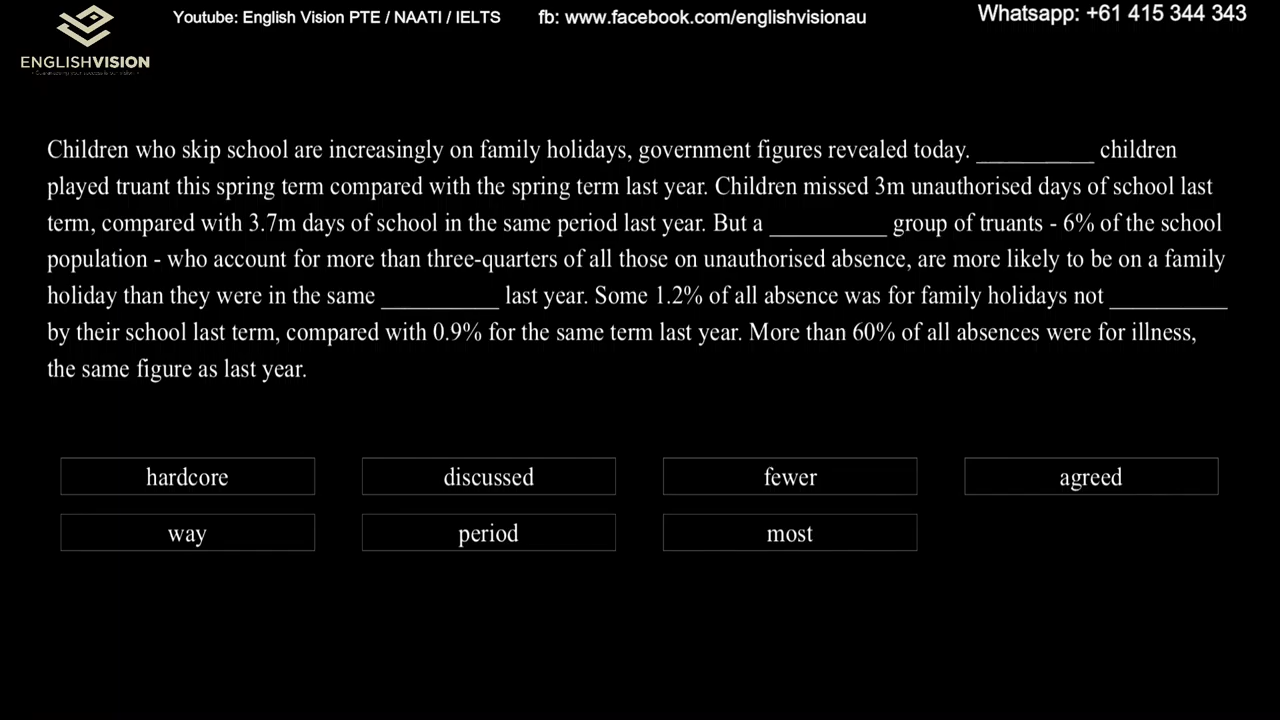 Youtube: English Vision PTE / NAATI / IELTS
fb: www.facebook.com/englishvisionau
Whatsapp: +61 415 344 343
ENGLISHVISION
Children who skip school are increasingly on family holidays, government figures revealed today. __________ children
played truant this spring term compared with the spring term last year. Children missed 3m unauthorised days of school last
term, compared with 3.7m days of school in the same period last year. But a __________ group of truants - 6% of the school
population - who account for more than three-quarters of all those on unauthorised absence, are more likely to be on a family
holiday than they were in the same __________ last year. Some 1.2% of all absence was for family holidays not __________
by their school last term, compared with 0.9% for the same term last year. More than 60% of all absences were for illness,
the same figure as last year.
hardcore
discussed
fewer
agreed
way
period
most